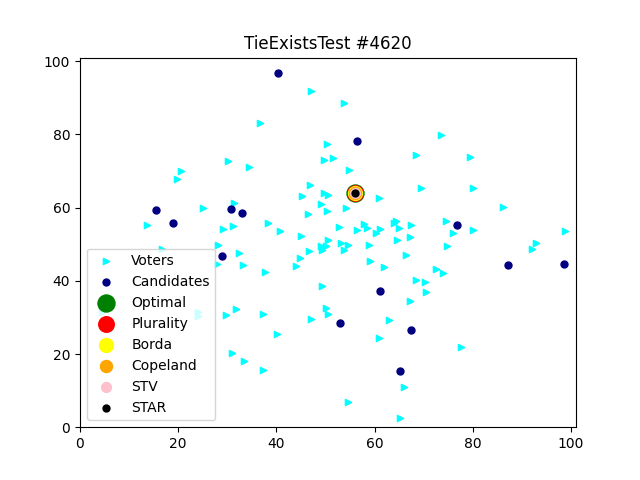 TieExistsTest #4620
100
80
60
40
20
0
Voters
Candidates
Optimal
Plurality
Borda
Copeland
STV
STAR
0 20 40 60 80 100